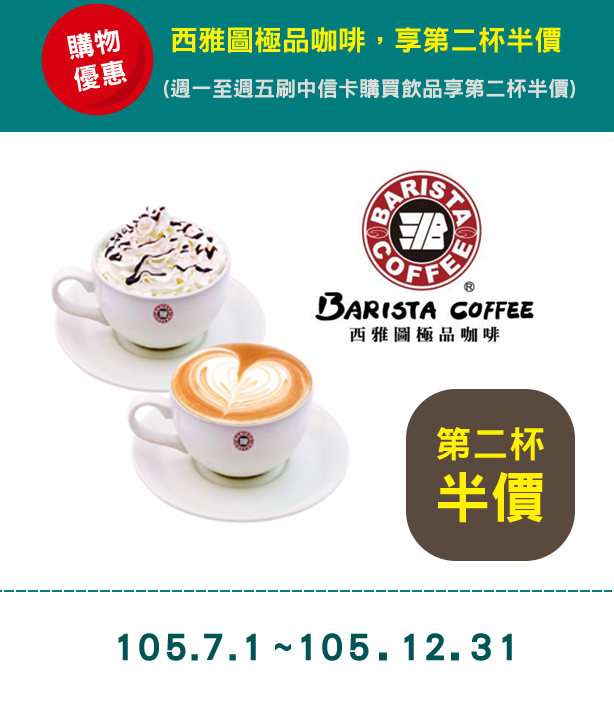 購物
優惠
西雅圖極品咖啡，享第二杯半價
(週一至週五刷中信卡購買飲品享第二杯半價)
BARISTA
COFFEE
®
BARISTA COFFEE
西雅圖極品咖啡
第二杯
半價
105.7.1~105.12.31